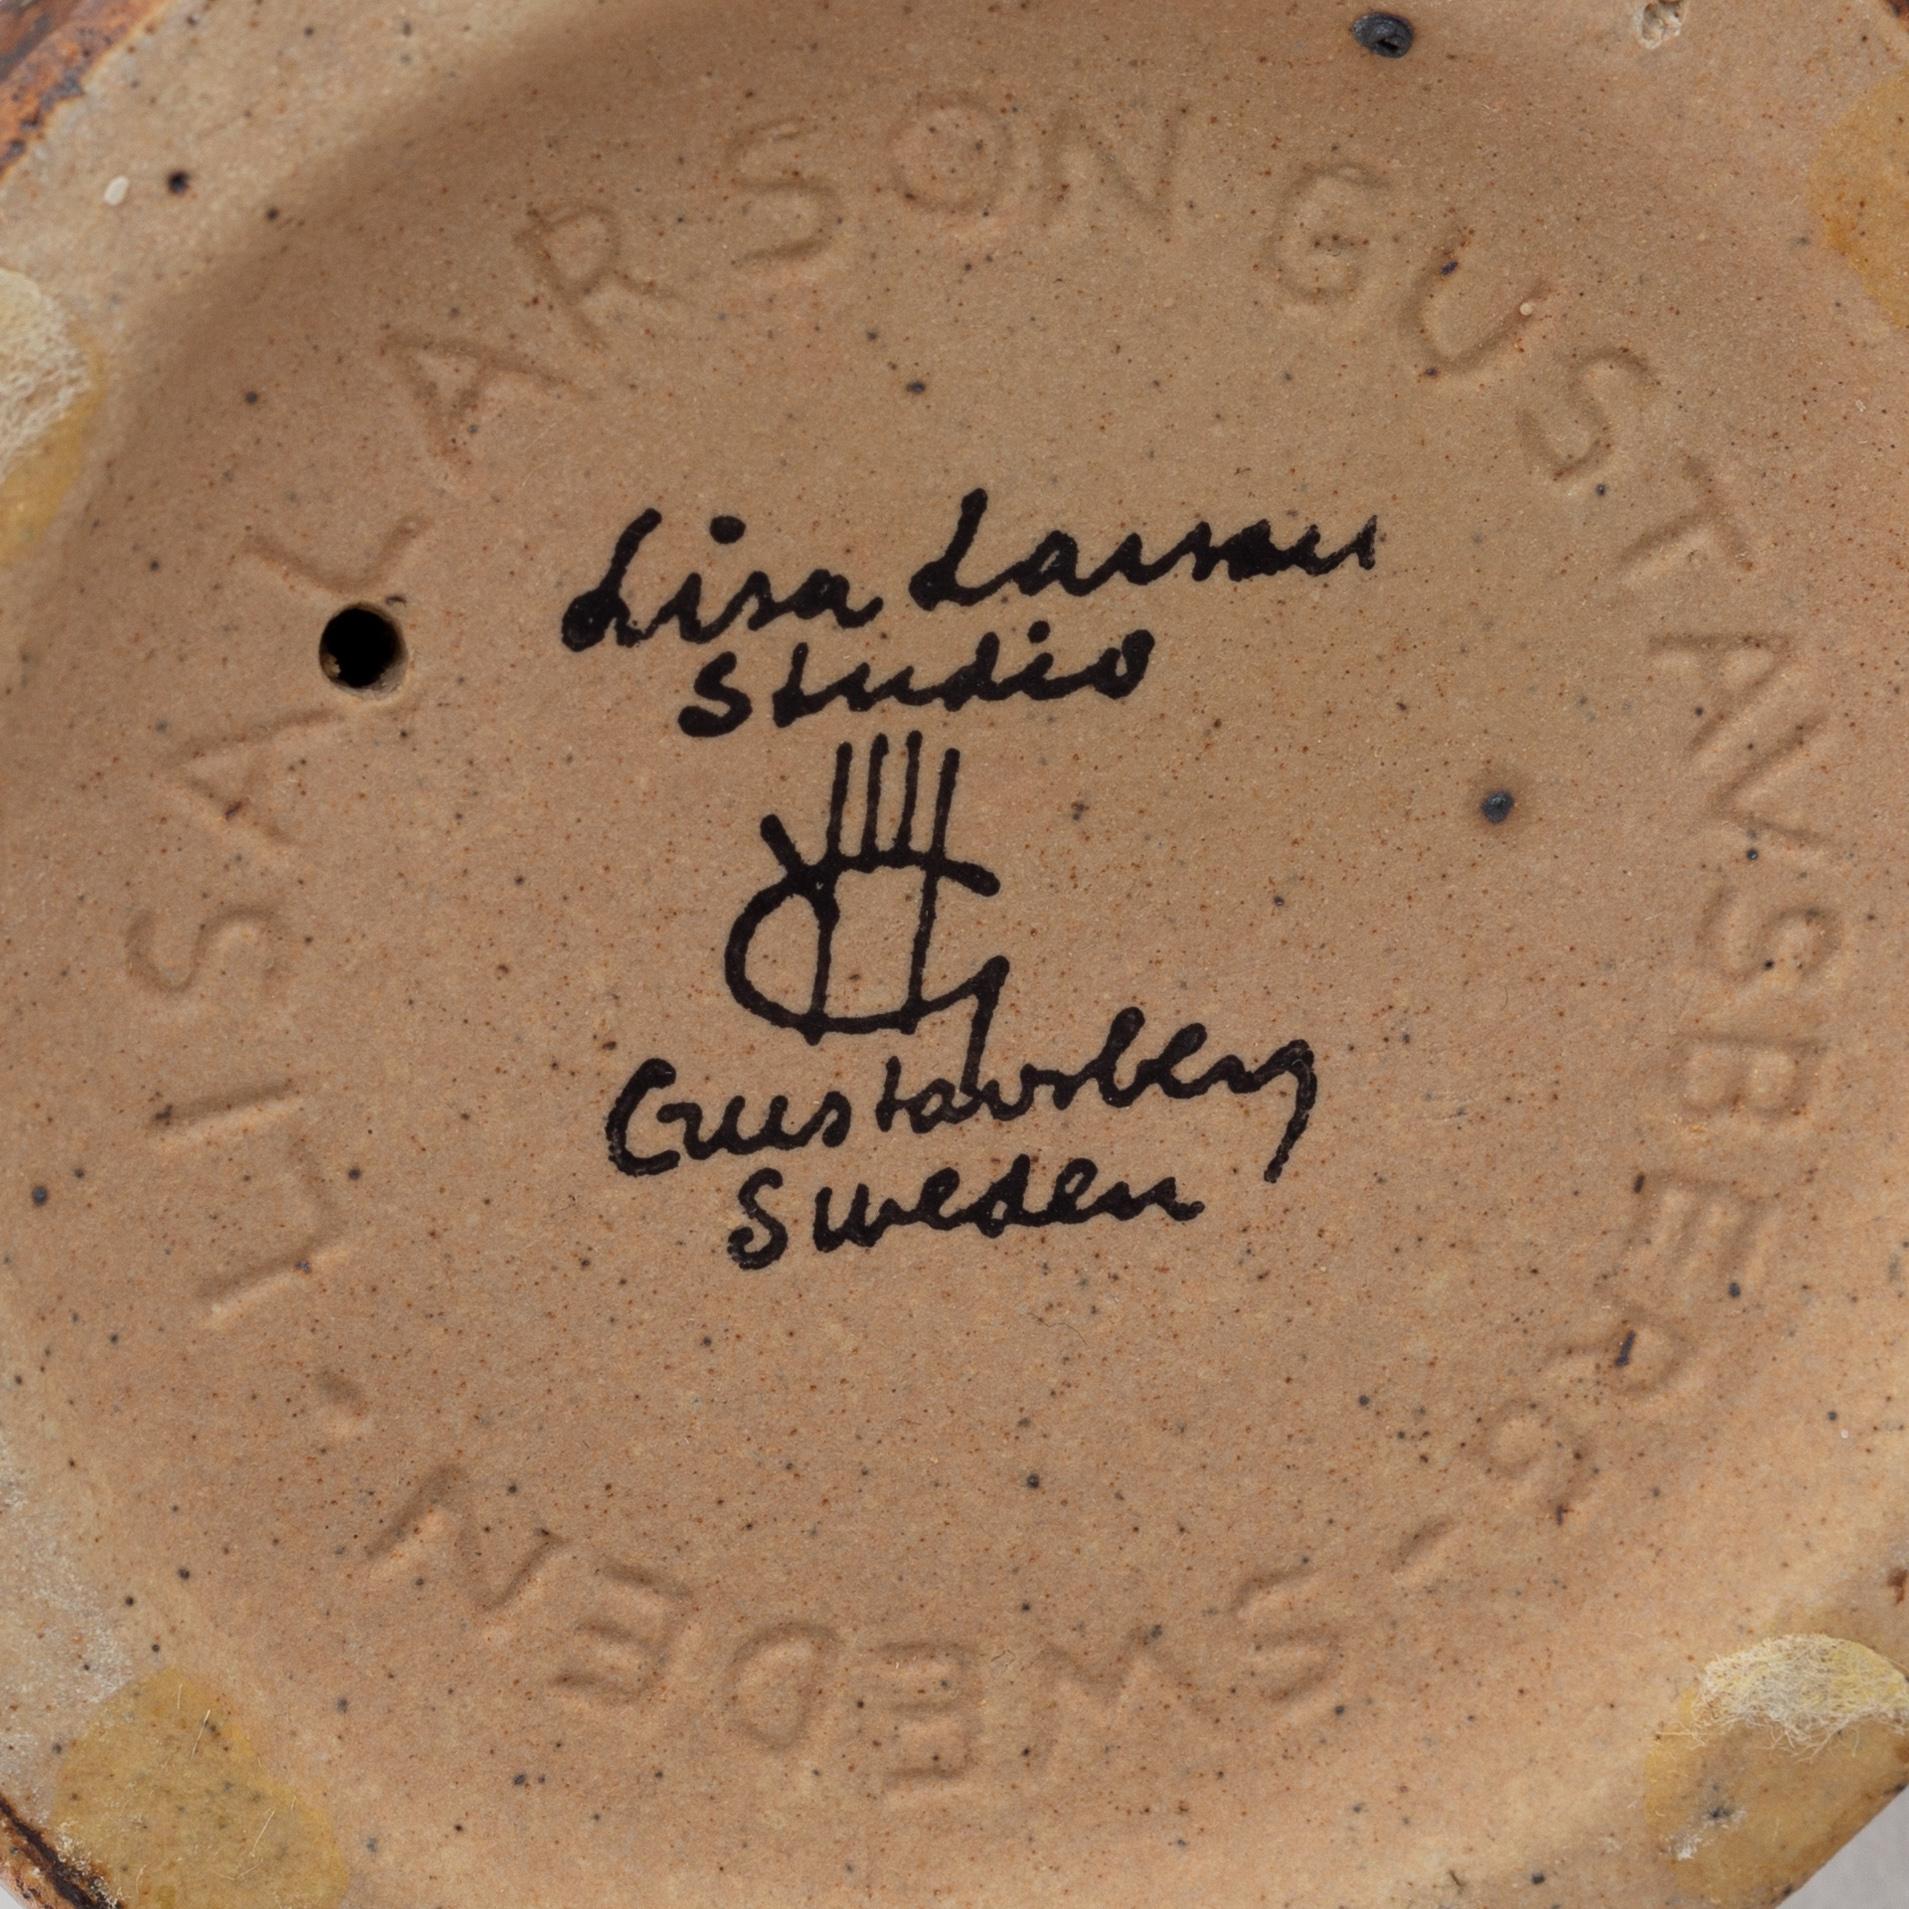 LISA LARSON GUSTAVSBERG - SWEDEN ·
Lisa Larson
Studio
Gustavsberg
Sweden